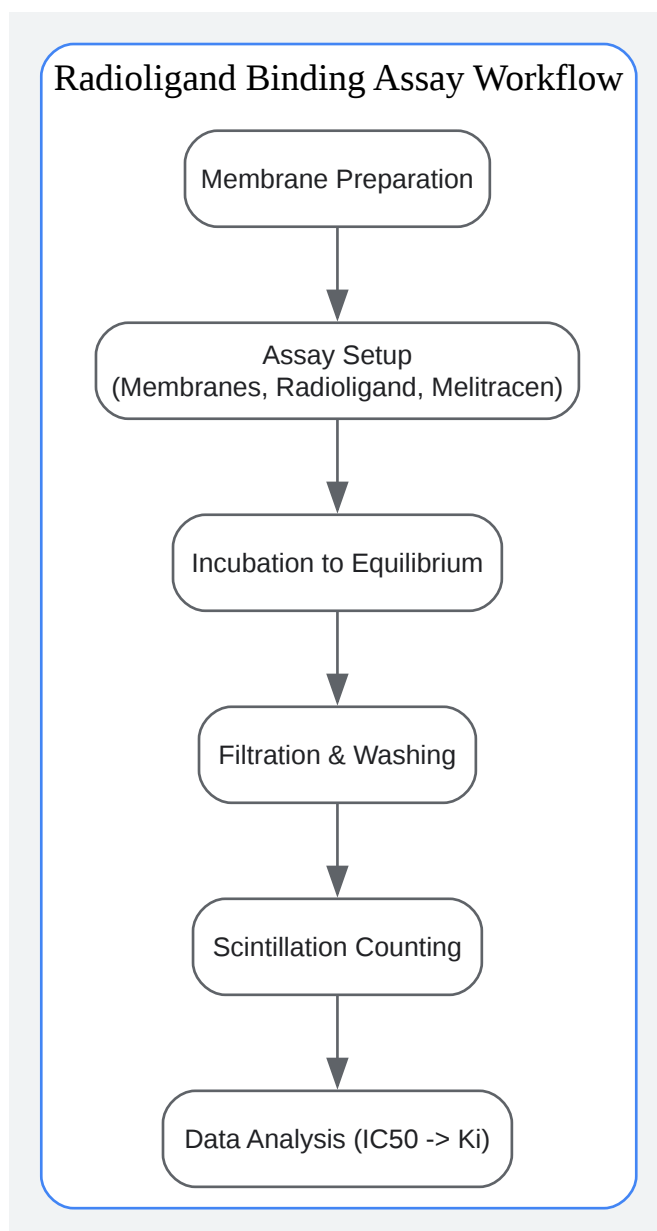 Radioligand Binding Assay Workflow
Membrane Preparation
Assay Setup
(Membranes, Radioligand, Melitracen)
Incubation to Equilibrium
Filtration & Washing
Scintillation Counting
Data Analysis (IC50 -> Ki)